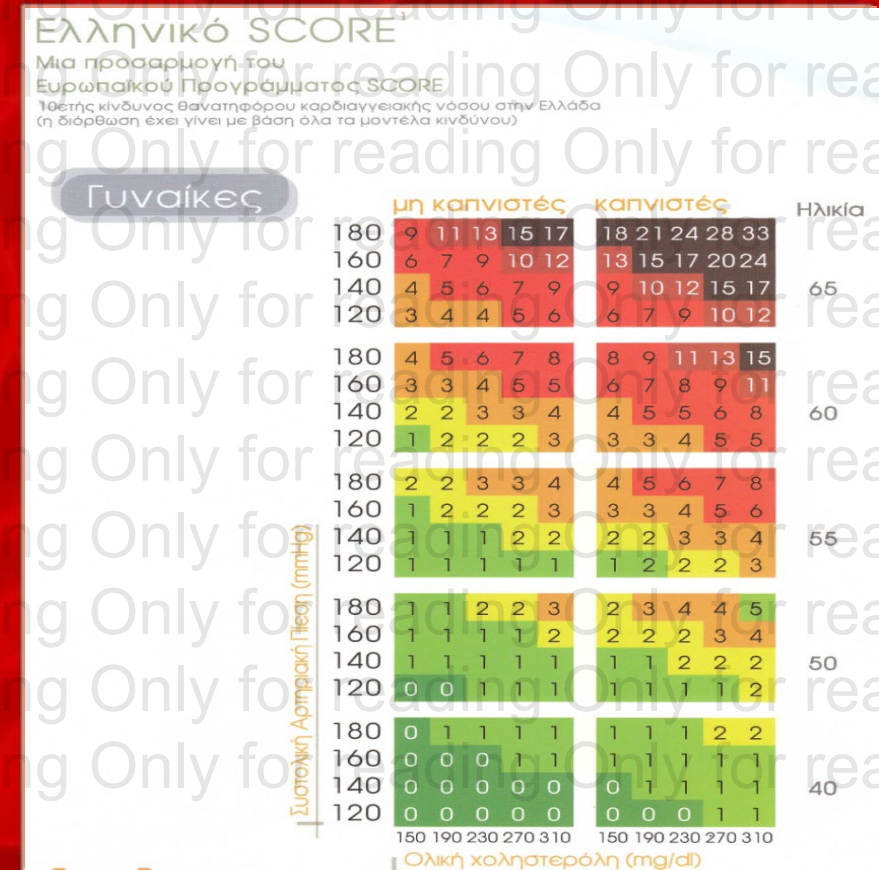 Ελληνικό SCORE¹
Μια προσαρμογή του
Ευρωπαϊκού Προγράμματος SCORE
10ετής κίνδυνος θανατηφόρου καρδιαγγειακής νόσου στην Ελλάδα
(η διόρθωση έχει γίνει με βάση όλα τα μοντέλα κινδύνου)
Γυναίκες
μη καπνιστές καπνιστές Ηλικία
180 9 11 13 15 17 18 21 24 28 33
160 6 7 9 10 12 13 15 17 20 24
140 4 5 6 7 9 9 10 12 15 17 65
120 3 4 4 5 6 6 7 9 10 12
180 4 5 6 7 8 8 9 11 13 15
160 3 3 4 5 5 6 7 8 9 11
140 2 2 3 3 4 4 5 5 6 8 60
120 1 2 2 2 3 3 3 4 5 5
180 2 2 3 3 4 4 5 6 7 8
160 1 2 2 2 3 3 3 4 5 6
140 1 1 1 2 2 2 2 3 3 4 55
120 1 1 1 1 1 1 2 2 2 3
180 1 1 2 2 3 2 3 4 4 5
160 1 1 1 1 2 2 2 2 3 4
140 1 1 1 1 1 1 1 2 2 2 50
120 0 0 1 1 1 1 1 1 1 2
180 0 1 1 1 1 1 1 1 2 2
160 0 0 0 1 1 1 1 1 1 1
140 0 0 0 0 0 0 1 1 1 1 40
120 0 0 0 0 0 0 0 0 1 1
150 190 230 270 310 150 190 230 270 310
Ολική χοληστερόλη (mg/dl)
Συστολική Αρτηριακή Πίεση (mmHg)
Only for reading Only for rea